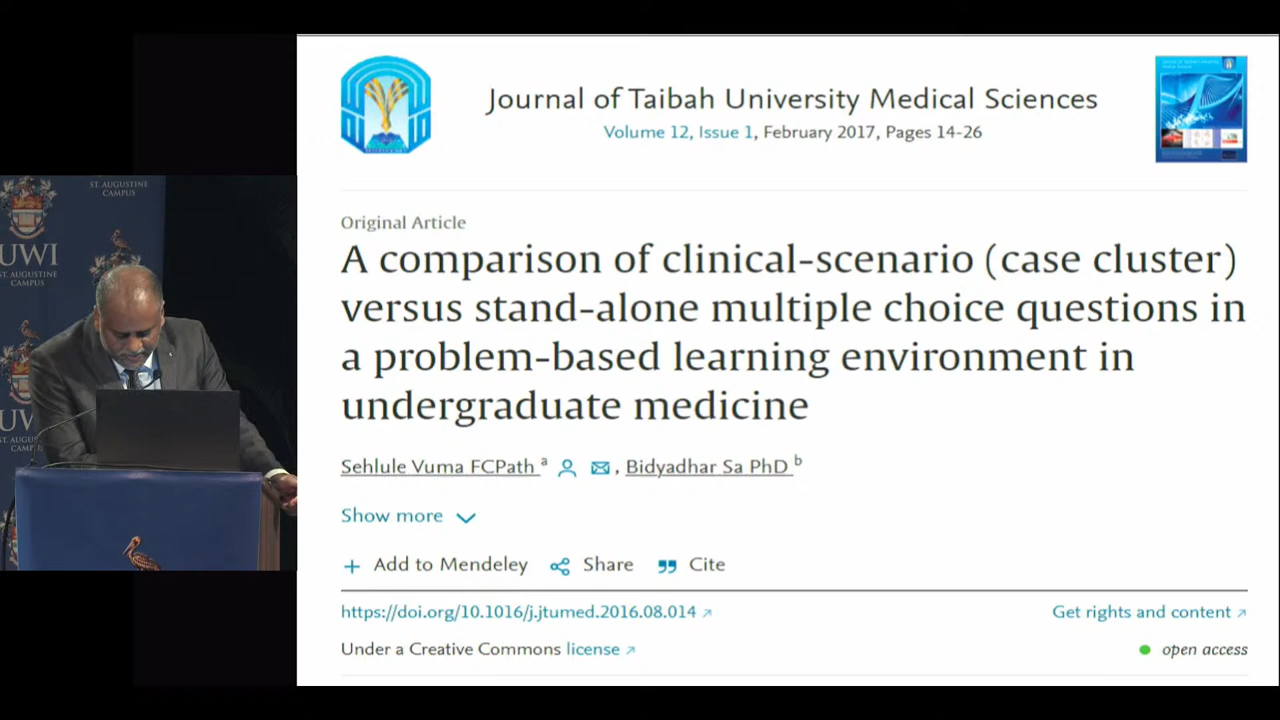 ST. AUGUSTINE
CAMPUS
UWI
ST. AUGUSTINE
CAMPUS
Journal of Taibah University Medical Sciences
Volume 12, Issue 1, February 2017, Pages 14-26
Original Article
A comparison of clinical-scenario (case cluster)
versus stand-alone multiple choice questions in
a problem-based learning environment in
undergraduate medicine
Sehlule Vuma FCPath a , Bidyadhar Sa PhD b
Show more
+ Add to Mendeley Share Cite
https://doi.org/10.1016/j.jtumed.2016.08.014 ↗ Get rights and content ↗
Under a Creative Commons license ↗ open access